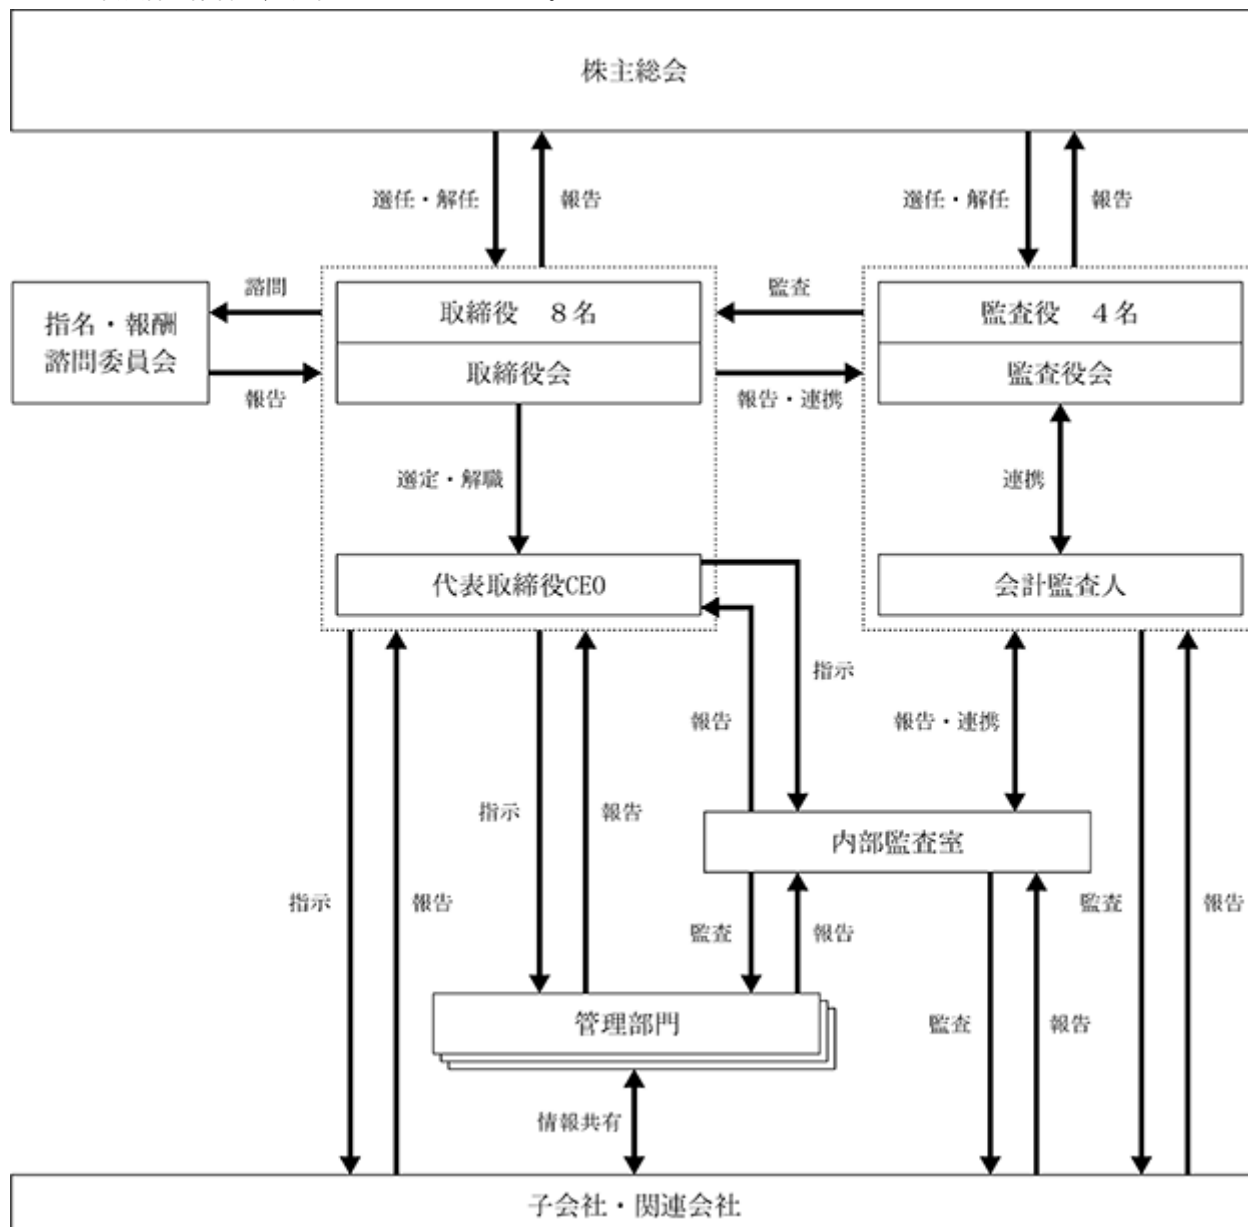 株主総会
選任・解任
報告
選任・解任
報告
諮問
監査
指名・報酬
諮問委員会
取締役 8名
監査役 4名
取締役会
監査役会
報告
報告・連携
選定・解職
連携
代表取締役CEO
会計監査人
指示
報告
報告・連携
指示
報告
内部監査室
指示
報告
監査
報告
監査
報告
管理部門
監査
報告
情報共有
子会社・関連会社